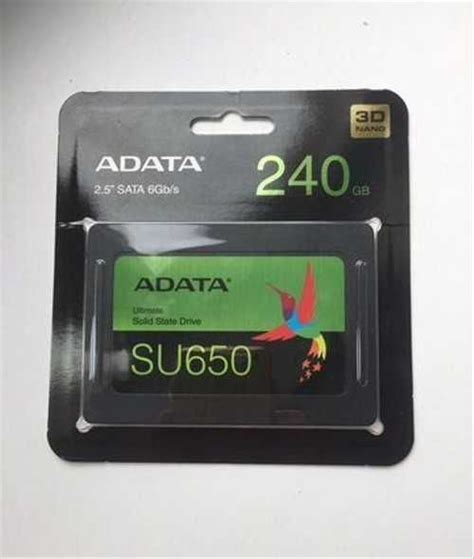 3D
NAND
ADATA®
2.5" SATA 6Gb/s
240 GB
ADATA®
Ultimate
Solid State Drive
SU650